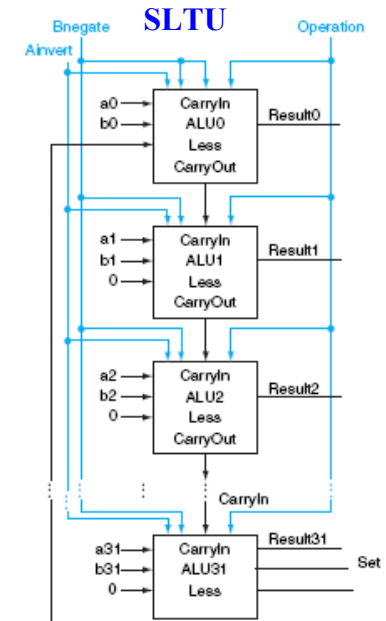 SLTU
Bnegate
Operation
Ainvert
a0
b0
CarryIn
ALU0
Less
CarryOut
Result0
a1
b1
0
CarryIn
ALU1
Less
CarryOut
Result1
a2
b2
0
CarryIn
ALU2
Less
CarryOut
Result2
CarryIn
a31
b31
0
CarryIn
ALU31
Less
Result31
Set